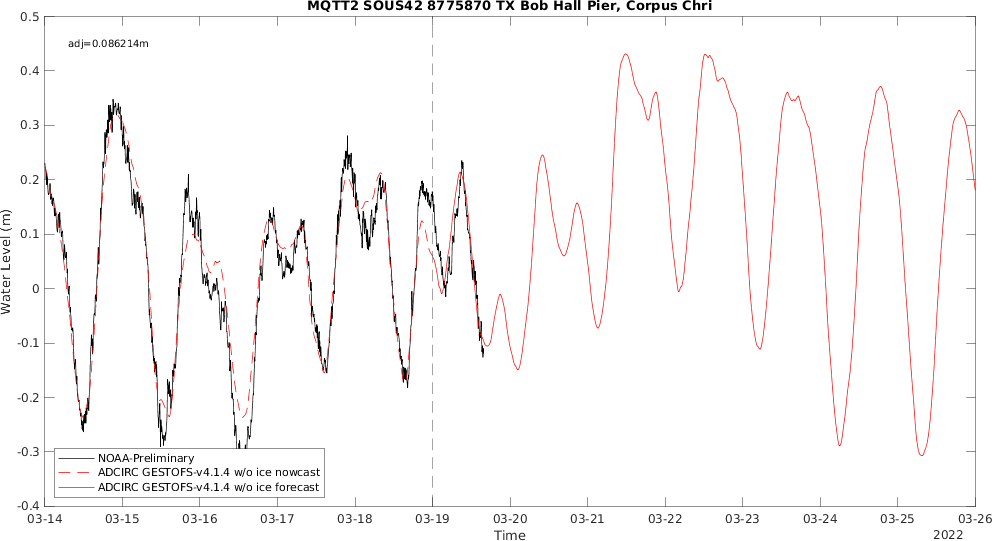 MQTT2 SOUS42 8775870 TX Bob Hall Pier, Corpus Chri
adj=0.086214m
0.5
0.4
0.3
0.2
0.1
0
-0.1
-0.2
-0.3
-0.4
Water Level (m)
NOAA-Preliminary
ADCIRC GESTOFS-v4.1.4 w/o ice nowcast
ADCIRC GESTOFS-v4.1.4 w/o ice forecast
03-14 03-15 03-16 03-17 03-18 03-19 03-20 03-21 03-22 03-23 03-24 03-25 03-26
Time
2022